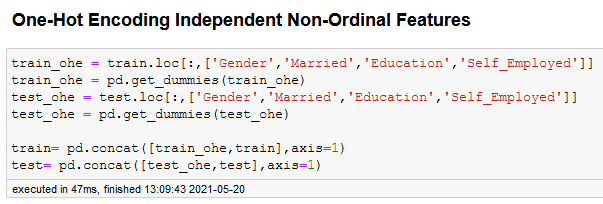 One-Hot Encoding Independent Non-Ordinal Features
train_ohe = train.loc[:,['Gender','Married','Education','Self_Employed']]
train_ohe = pd.get_dummies(train_ohe)
test_ohe = test.loc[:,['Gender','Married','Education','Self_Employed']]
test_ohe = pd.get_dummies(test_ohe)
train= pd.concat([train_ohe,train],axis=1)
test= pd.concat([test_ohe,test],axis=1)
executed in 47ms, finished 13:09:43 2021-05-20